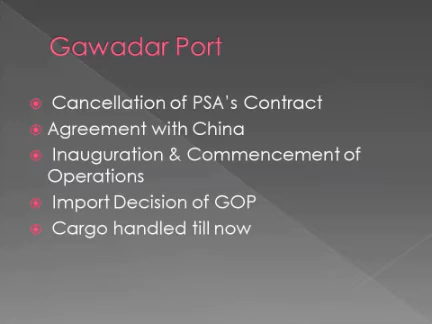 Gawadar Port
Cancellation of PSA's Contract
Agreement with China
Inauguration & Commencement of
Operations
Import Decision of GOP
Cargo handled till now